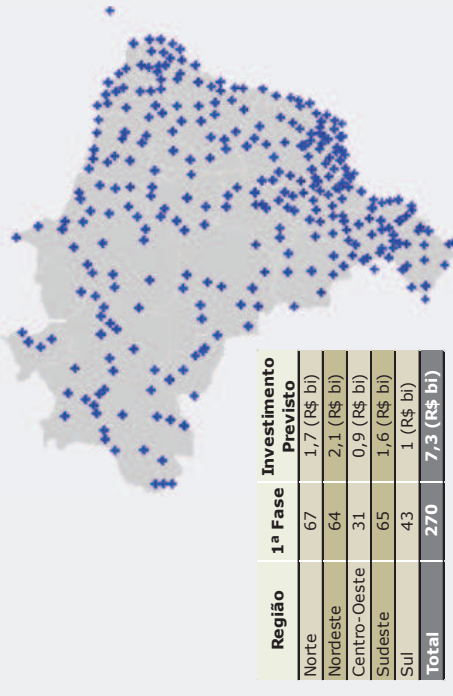 Região 1ª Fase Investimento Previsto
Norte 67 1,7 (R$ bi)
Nordeste 64 2,1 (R$ bi)
Centro-Oeste 31 0,9 (R$ bi)
Sudeste 65 1,6 (R$ bi)
Sul 43 1 (R$ bi)
Total 270 7,3 (R$ bi)